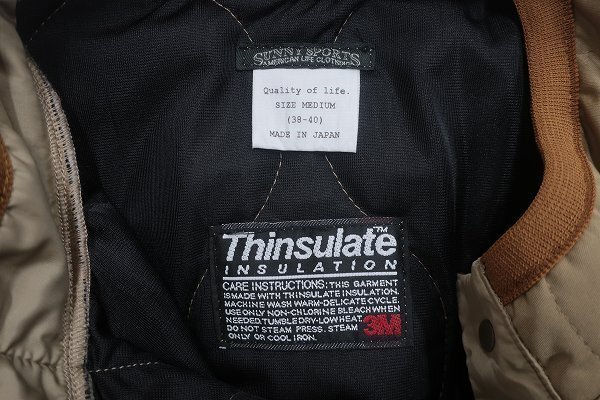 SUNNY SPORTS
AMERICAN LIFE CLOTHING
Quality of life.
SIZE MEDIUM
(38-40)
MADE IN JAPAN
Thinsulate™
INSULATION
CARE INSTRUCTIONS: THIS GARMENT
IS MADE WITH THINSULATE INSULATION.
MACHINE WASH WARM-DELICATE CYCLE.
USE ONLY NON-CHLORINE BLEACH WHEN
NEEDED. TUMBLE DRY-LOW HEAT.
DO NOT STEAM PRESS. STEAM
ONLY OR COOL IRON.
3M